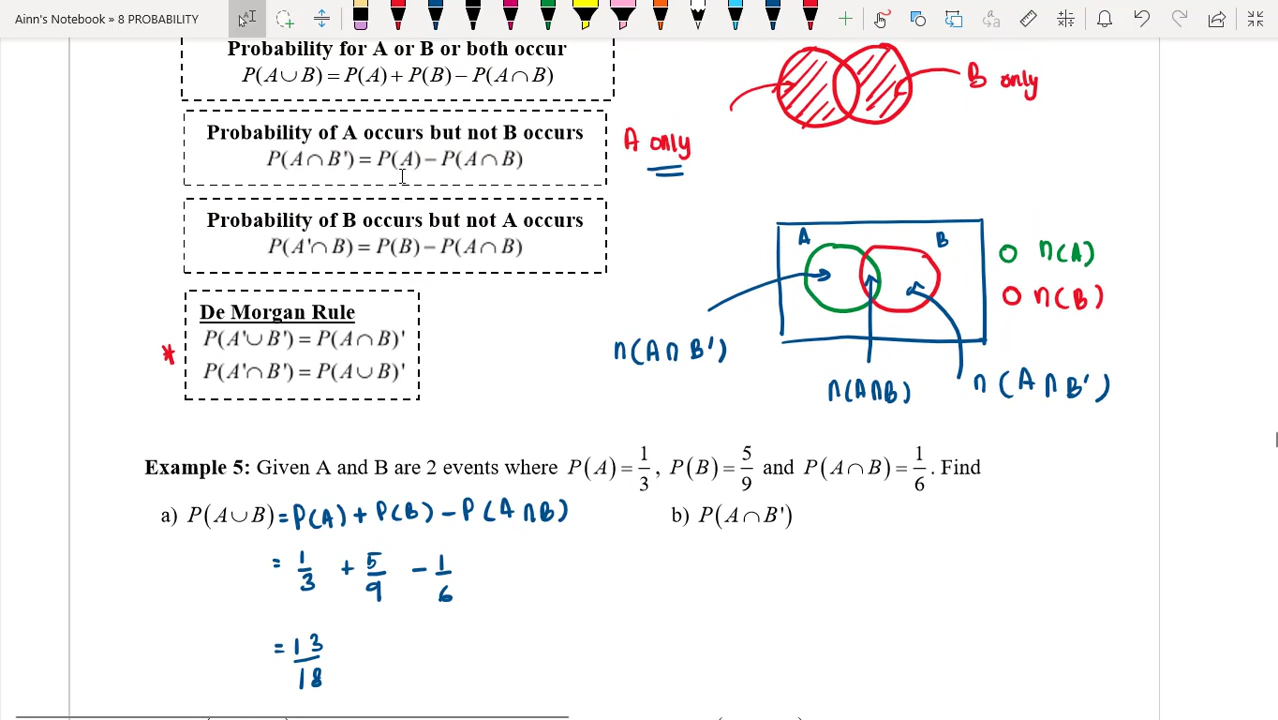 Ainn's Notebook » 8 PROBABILITY
Probability for A or B or both occur
P(A∪B) = P(A) + P(B) − P(A∩B)
B only
Probability of A occurs but not B occurs
P(A∩B') = P(A) − P(A∩B)
A only
Probability of B occurs but not A occurs
P(A'∩B) = P(B) − P(A∩B)
A B
n(A)
n(B)
De Morgan Rule
P(A'∪B') = P(A∩B)'
* P(A'∩B') = P(A∪B)'
n(A∩B')
n(A∩B)
n(A∩B')
Example 5: Given A and B are 2 events where P(A) = 1/3, P(B) = 5/9 and P(A∩B) = 1/6. Find
a) P(A∪B) = P(A) + P(B) − P(A∩B)
= 1/3 + 5/9 − 1/6
= 13/18
b) P(A∩B')